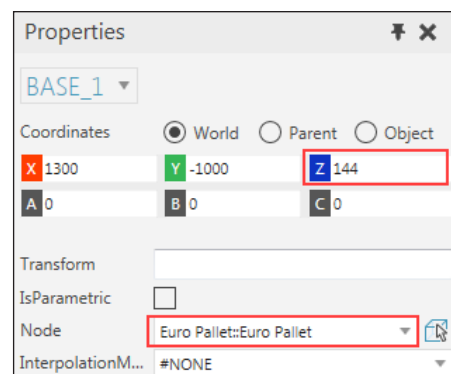 Properties
BASE_1
Coordinates World Parent Object
X 1300 Y -1000 Z 144
A 0 B 0 C 0
Transform
IsParametric
Node Euro Pallet::Euro Pallet
InterpolationM... #NONE